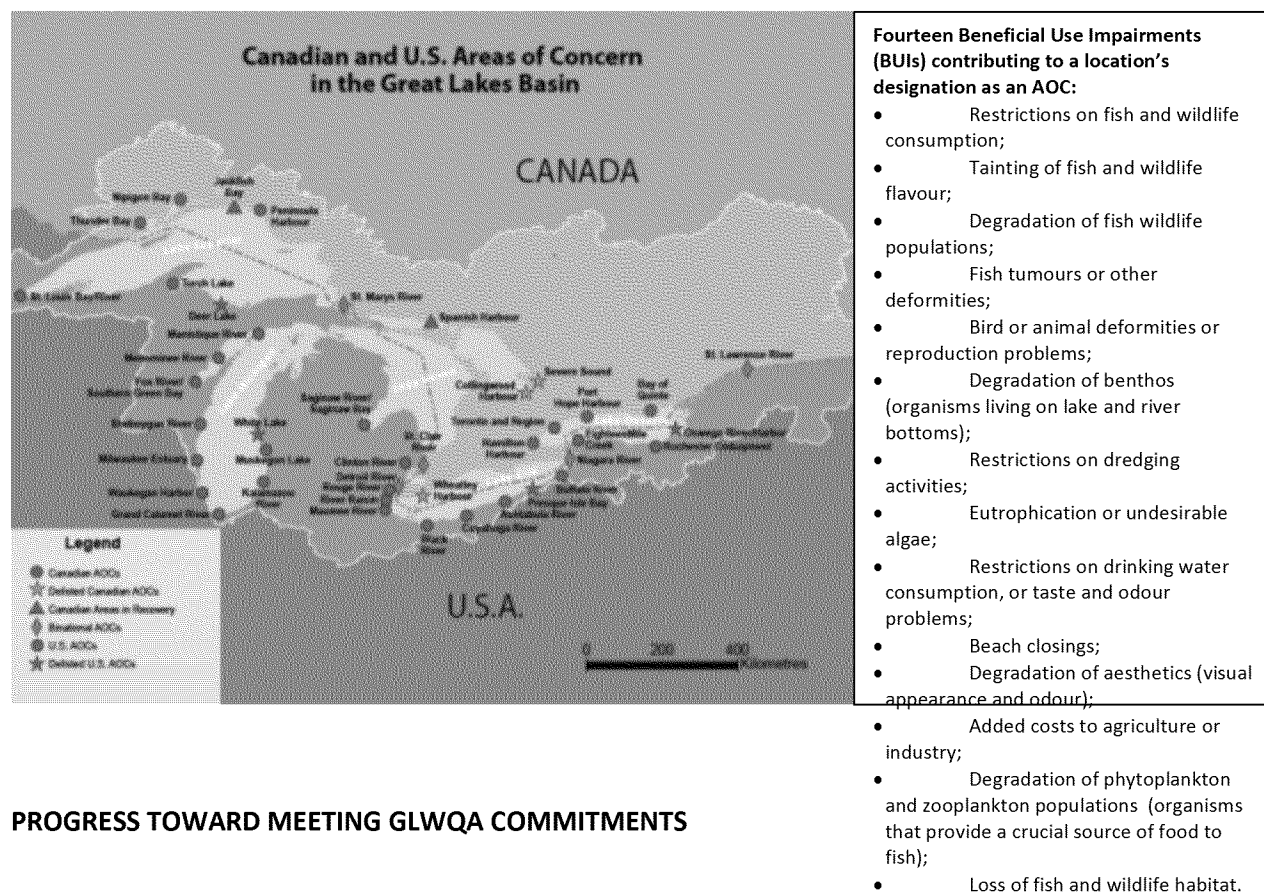 Canadian and U.S. Areas of Concern
in the Great Lakes Basin
CANADA
Nipigon Bay
Jackfish
Bay
Peninsula
Harbour
Thunder Bay
Torch Lake
St. Louis Bay/River
Deer Lake
St. Marys River
Spanish Harbour
Manistique River
Menominee River
Fox River/
Southern Green Bay
Saginaw River/
Saginaw Bay
Collingwood
Harbour
Severn Sound
St. Lawrence River
Port
Hope Harbour
Bay of
Quinte
Sheboygan River
White Lake
St. Clair
River
Toronto and Region
Hamilton
Harbour
Eighteenmile
Creek
Oswego River/Harbor
Rochester Embayment
Milwaukee Estuary
Muskegon Lake
Clinton River
Niagara River
Detroit River
Rouge River
River Raisin
Maumee River
Wheatley
Harbour
Buffalo River
Presque Isle Bay
Waukegan Harbor
Kalamazoo
River
Ashtabula River
Grand Calumet River
Cuyahoga River
Black
River
Legend
Canadian AOCs
Delisted Canadian AOCs
Canadian Areas in Recovery
Binational AOCs
U.S. AOCs
Delisted U.S. AOCs
U.S.A.
0 200 400
Kilometres
Fourteen Beneficial Use Impairments
(BUIs) contributing to a location’s
designation as an AOC:
• Restrictions on fish and wildlife
consumption;
• Tainting of fish and wildlife
flavour;
• Degradation of fish wildlife
populations;
• Fish tumours or other
deformities;
• Bird or animal deformities or
reproduction problems;
• Degradation of benthos
(organisms living on lake and river
bottoms);
• Restrictions on dredging
activities;
• Eutrophication or undesirable
algae;
• Restrictions on drinking water
consumption, or taste and odour
problems;
• Beach closings;
• Degradation of aesthetics (visual
appearance and odour);
• Added costs to agriculture or
industry;
• Degradation of phytoplankton
and zooplankton populations (organisms
that provide a crucial source of food to
fish);
• Loss of fish and wildlife habitat.
PROGRESS TOWARD MEETING GLWQA COMMITMENTS